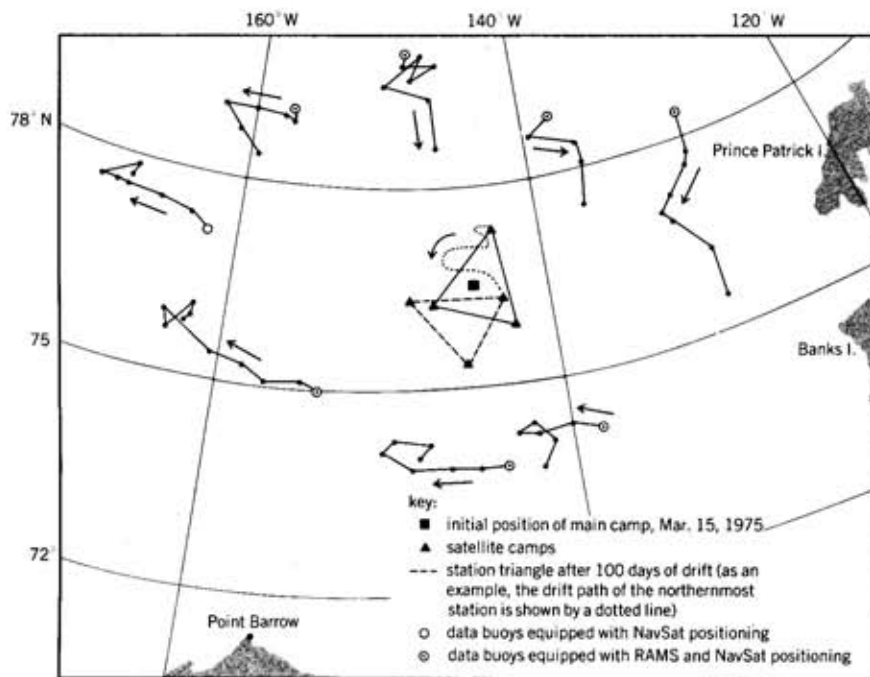 160°W
140°W
120°W
78°N
Prince Patrick I.
75
Banks I.
72°
Point Barrow
key:
initial position of main camp, Mar. 15, 1975
satellite camps
station triangle after 100 days of drift (as an
example, the drift path of the northernmost
station is shown by a dotted line)
data buoys equipped with NavSat positioning
data buoys equipped with RAMS and NavSat positioning